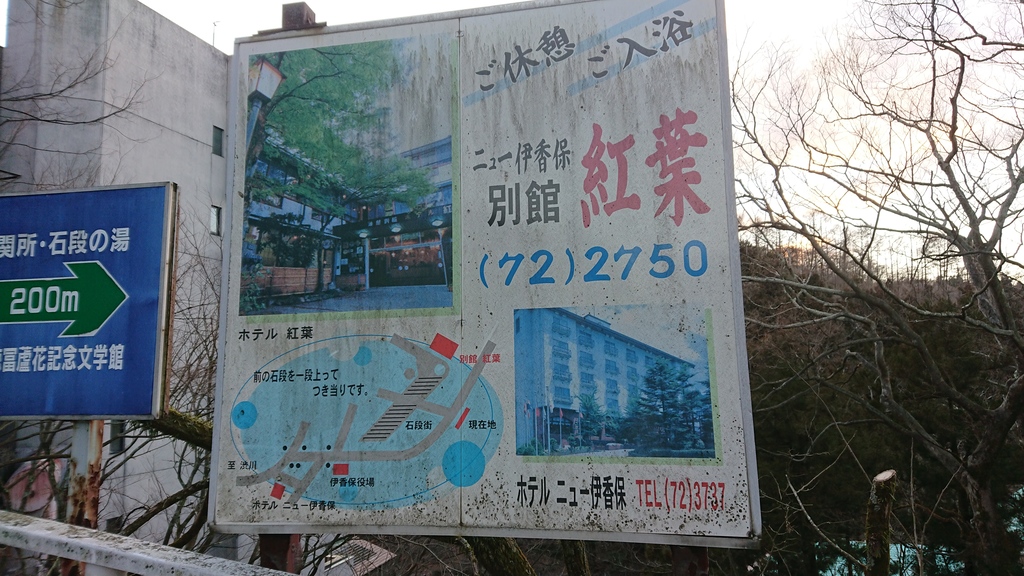 関所・石段の湯
200m
富蘆花記念文学館
ご休憩
ご入浴
ニュー伊香保
別館
紅葉
(72)2750
ホテル 紅葉
前の石段を一段上って
つき当りです。
別館 紅葉
石段街
現在地
至 渋川
伊香保役場
ホテル ニュー伊香保
ホテル ニュー伊香保 TEL(72)3737